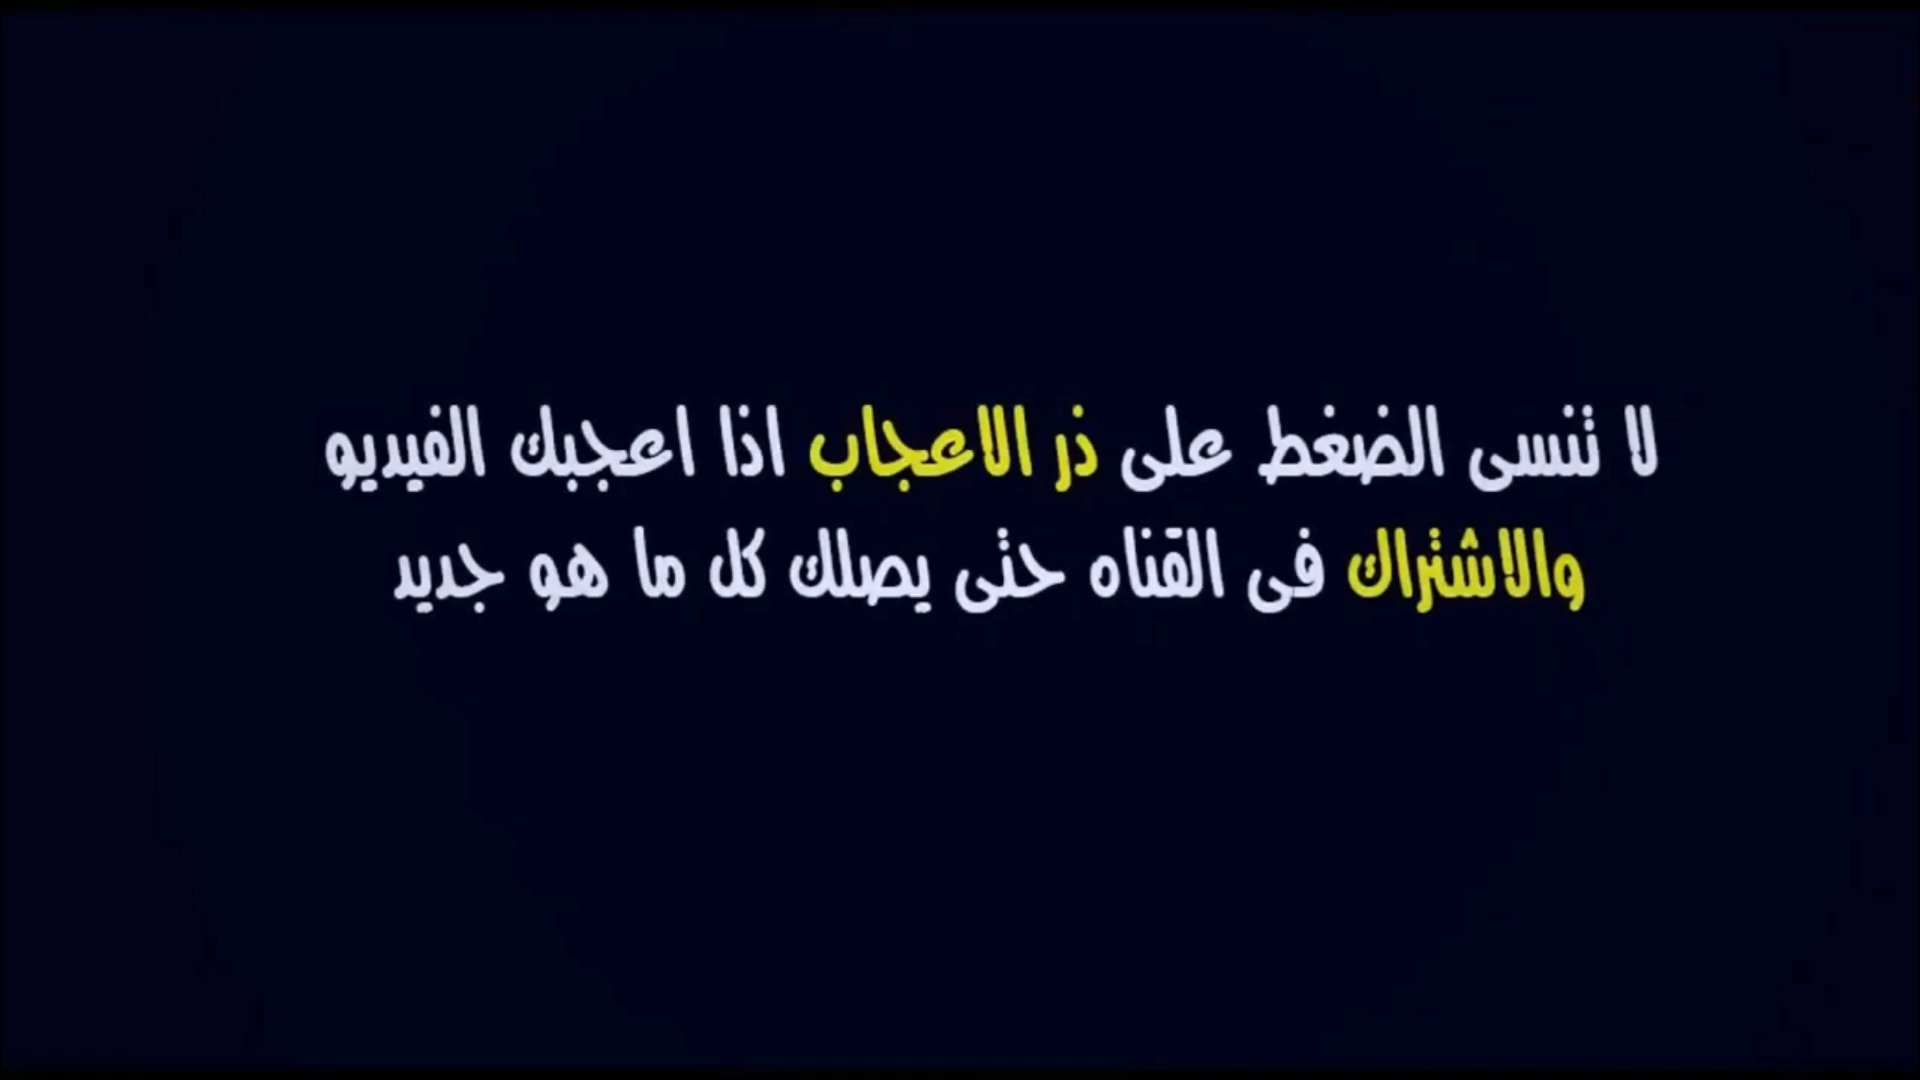 لا تنسى الضغط على ذر الاعجاب اذا اعجبك الفيديو
والاشتراك فى القناه حتى يصلك كل ما هو جديد